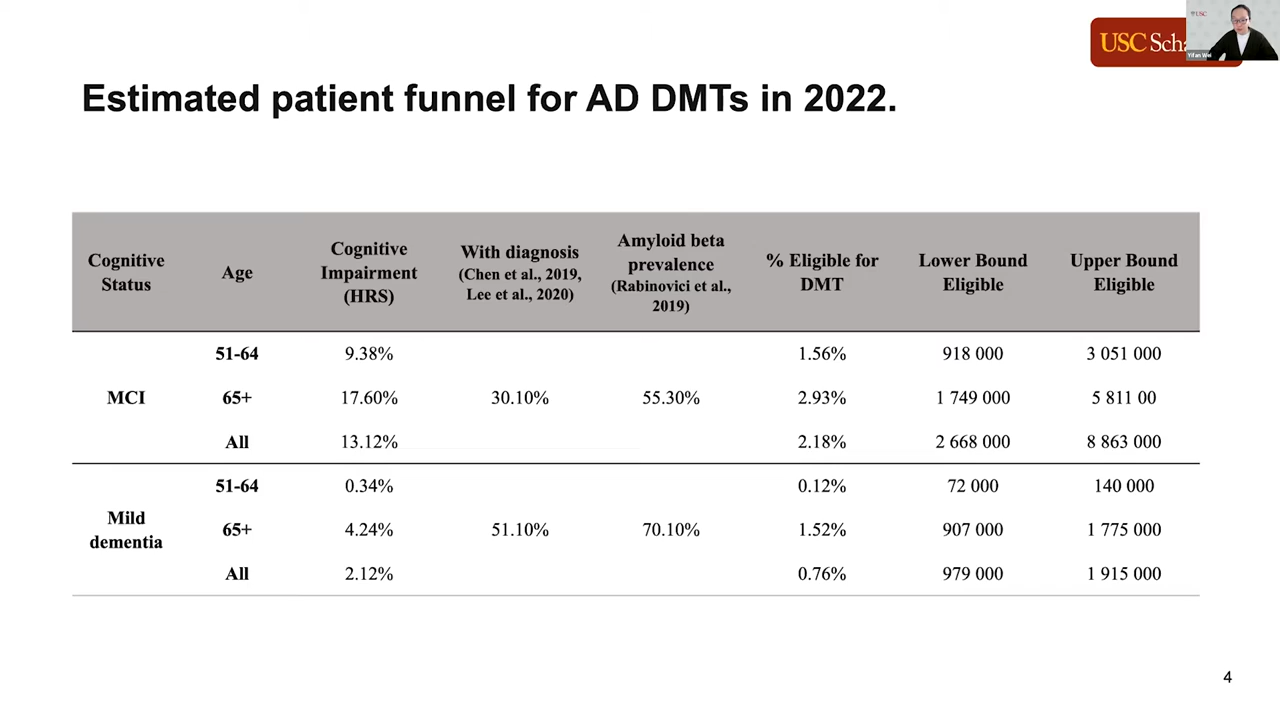 USC
USC Scha
Yifan Wei
Estimated patient funnel for AD DMTs in 2022.
Cognitive Status
Age
Cognitive Impairment (HRS)
With diagnosis (Chen et al., 2019, Lee et al., 2020)
Amyloid beta prevalence (Rabinovici et al., 2019)
% Eligible for DMT
Lower Bound Eligible
Upper Bound Eligible
51-64 9.38% 1.56% 918 000 3 051 000
MCI 65+ 17.60% 30.10% 55.30% 2.93% 1 749 000 5 811 00
All 13.12% 2.18% 2 668 000 8 863 000
51-64 0.34% 0.12% 72 000 140 000
Mild dementia 65+ 4.24% 51.10% 70.10% 1.52% 907 000 1 775 000
All 2.12% 0.76% 979 000 1 915 000
4